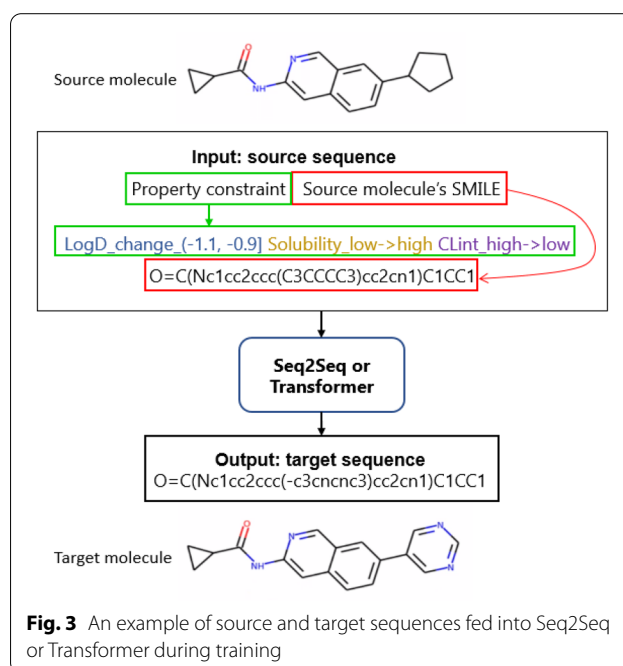 O
N
NH
Source molecule
Input: source sequence
Property constraint Source molecule's SMILE
LogD_change_(-1.1, -0.9] Solubility_low->high CLint_high->low
O=C(Nc1cc2ccc(C3CCCC3)cc2cn1)C1CC1
Seq2Seq or
Transformer
Output: target sequence
O=C(Nc1cc2ccc(-c3cncnc3)cc2cn1)C1CC1
O
N
N
Target molecule
NH
N
Fig. 3 An example of source and target sequences fed into Seq2Seq
or Transformer during training